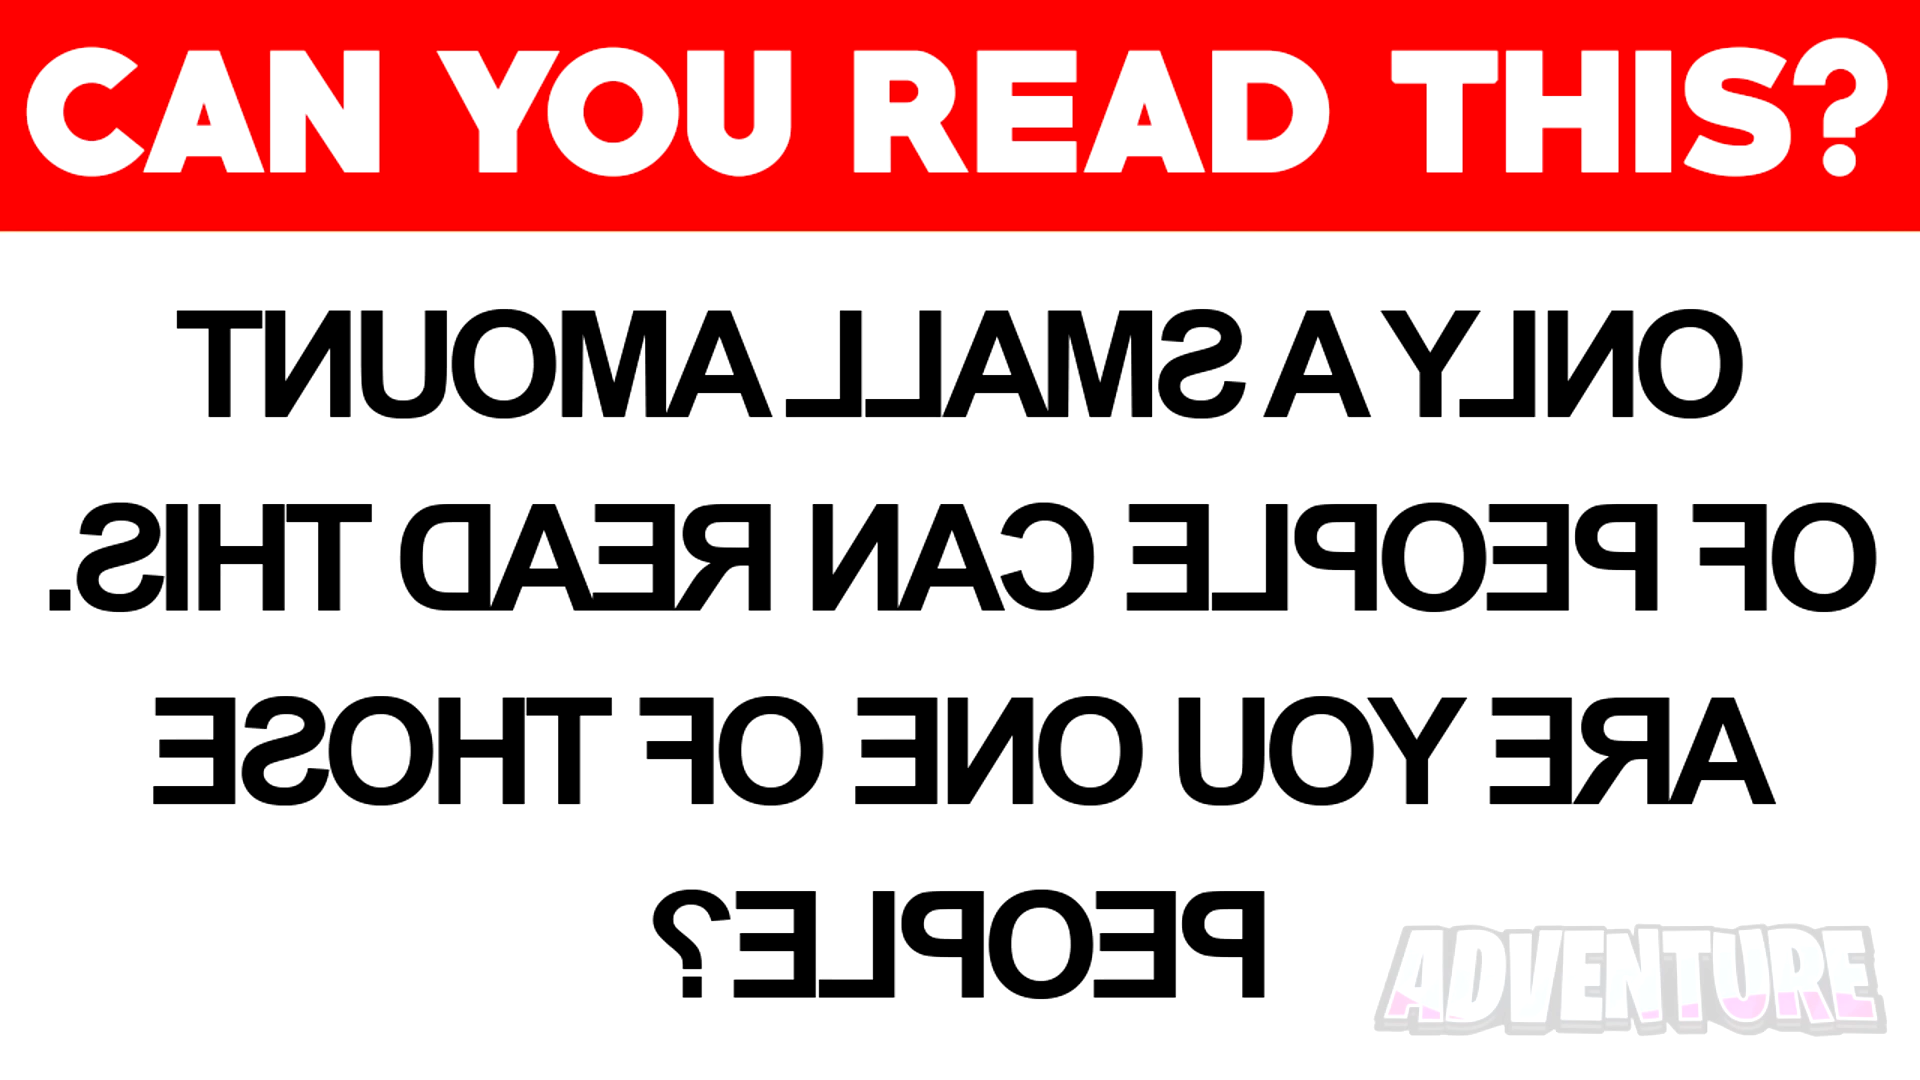 CAN YOU READ THIS?
ONLY A SMALL AMOUNT
OF PEOPLE CAN READ THIS.
ARE YOU ONE OF THOSE
PEOPLE?
ADVENTURE